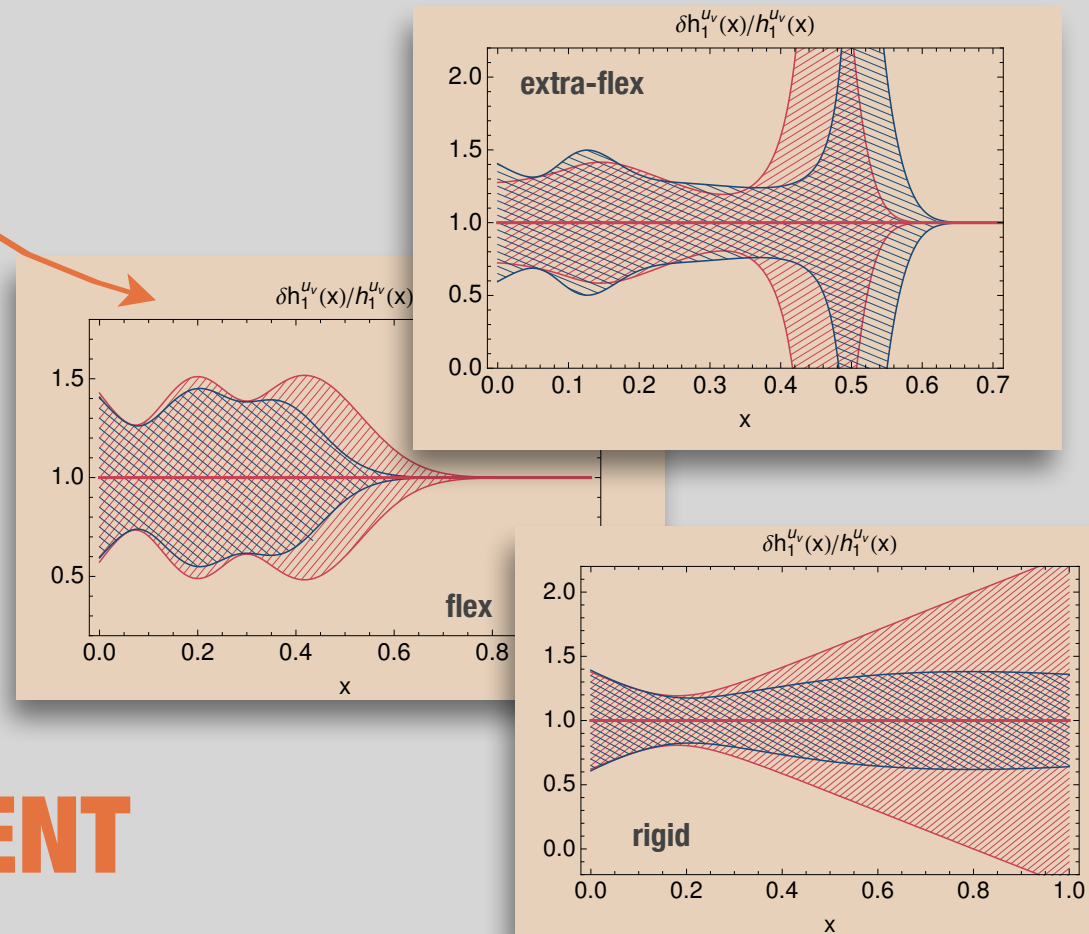 δh₁ᵘᵛ(x)/h₁ᵘᵛ(x)
extra-flex
2.0
1.5
1.0
0.5
0.0
0.0 0.1 0.2 0.3 0.4 0.5 0.6 0.7
x
δh₁ᵘᵛ(x)/h₁ᵘᵛ(x)
1.5
1.0
0.5
flex
0.0 0.2 0.4 0.6 0.8
x
δh₁ᵘᵛ(x)/h₁ᵘᵛ(x)
2.0
1.5
1.0
0.5
0.0
rigid
0.0 0.2 0.4 0.6 0.8 1.0
x
ENT